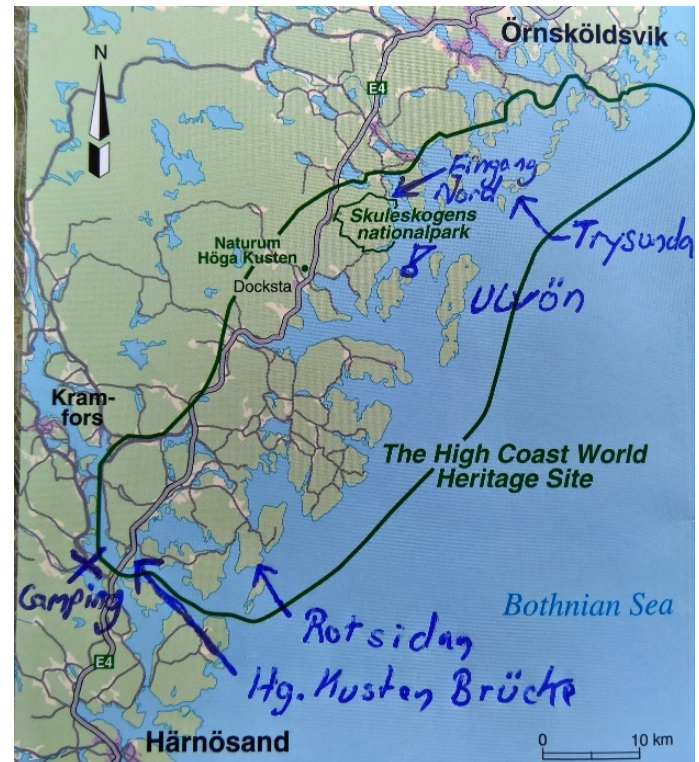 Örnsköldsvik
N
E4
Eingang
Nord
Skuleskogens
nationalpark
Trysunda
Naturum
Höga Kusten
Docksta
8
Ulvön
Kram-
fors
The High Coast World
Heritage Site
Camping
Bothnian Sea
Rotsidan
E4
Hg. Kusten Brücke
Härnösand
0 10 km